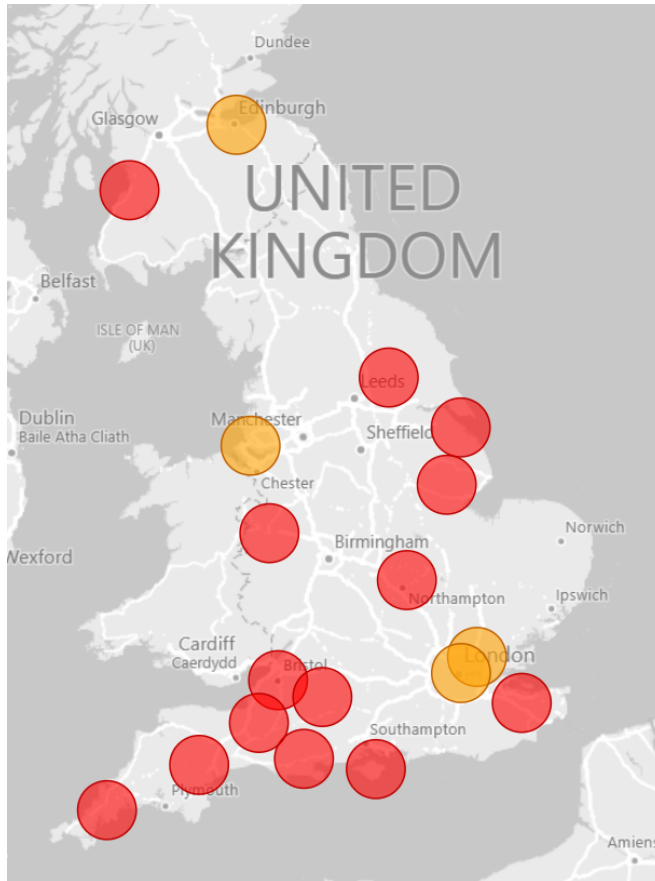 Dundee
Edinburgh
Glasgow
UNITED
KINGDOM
Belfast
ISLE OF MAN
(UK)
Leeds
Dublin
Baile Atha Cliath
Manchester
Sheffield
Chester
Norwich
Wexford
Birmingham
Northampton
Ipswich
Cardiff
Caerdydd
London
Bristol
Southampton
Plymouth
Amiens